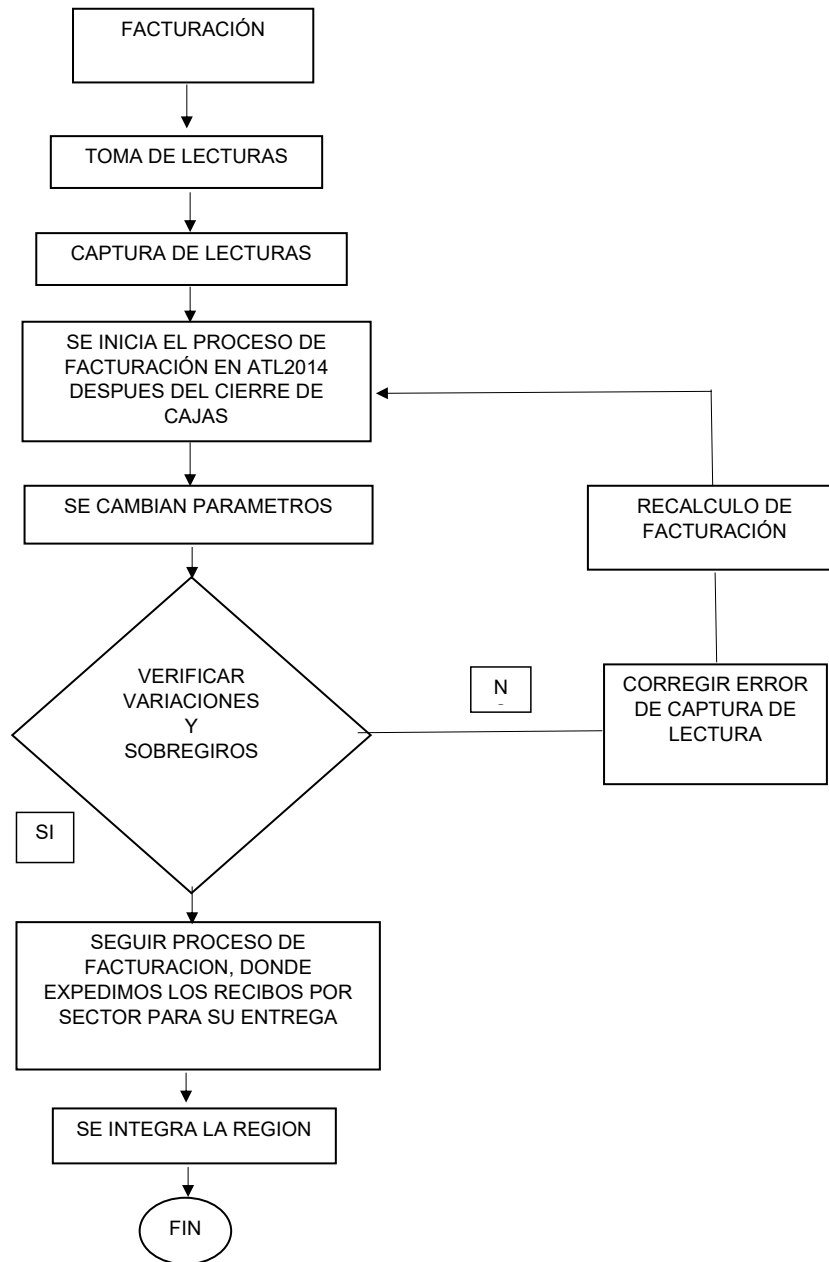 FACTURACIÓN
TOMA DE LECTURAS
CAPTURA DE LECTURAS
SE INICIA EL PROCESO DE
FACTURACIÓN EN ATL2014
DESPUES DEL CIERRE DE
CAJAS
SE CAMBIAN PARAMETROS
RECALCULO DE
FACTURACIÓN
VERIFICAR
VARIACIONES
Y
SOBREGIROS
N
CORREGIR ERROR
DE CAPTURA DE
LECTURA
SI
SEGUIR PROCESO DE
FACTURACION, DONDE
EXPEDIMOS LOS RECIBOS POR
SECTOR PARA SU ENTREGA
SE INTEGRA LA REGION
FIN